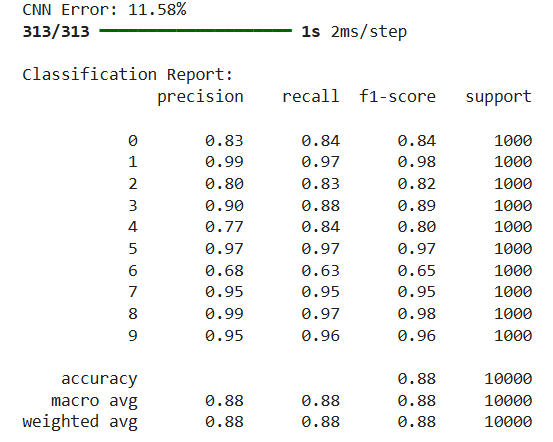 CNN Error: 11.58%
313/313 ━━━━━━━━━━━━━━━━━━━━ 1s 2ms/step
Classification Report:
precision recall f1-score support
0 0.83 0.84 0.84 1000
1 0.99 0.97 0.98 1000
2 0.80 0.83 0.82 1000
3 0.90 0.88 0.89 1000
4 0.77 0.84 0.80 1000
5 0.97 0.97 0.97 1000
6 0.68 0.63 0.65 1000
7 0.95 0.95 0.95 1000
8 0.99 0.97 0.98 1000
9 0.95 0.96 0.96 1000
accuracy 0.88 10000
macro avg 0.88 0.88 0.88 10000
weighted avg 0.88 0.88 0.88 10000